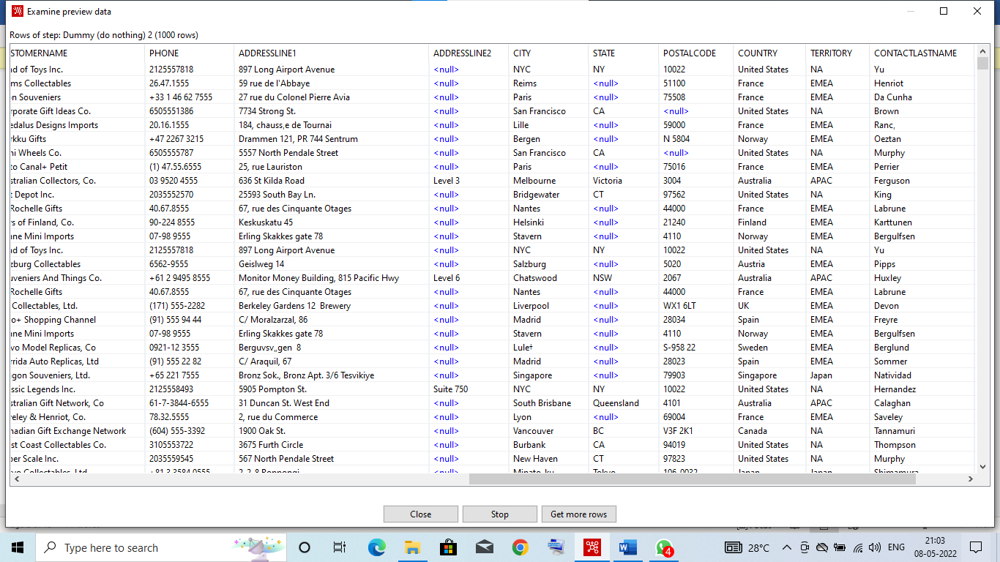 Examine preview data
Rows of step: Dummy (do nothing) 2 (1000 rows)
STOMERNAME PHONE ADDRESSLINE1 ADDRESSLINE2 CITY STATE POSTALCODE COUNTRY TERRITORY CONTACTLASTNAME
nd of Toys Inc. 2125557818 897 Long Airport Avenue <null> NYC NY 10022 United States NA Yu
ms Collectables 26.47.1555 59 rue de l'Abbaye <null> Reims <null> 51100 France EMEA Henriot
on Souveniers +33 1 46 62 7555 27 rue du Colonel Pierre Avia <null> Paris <null> 75508 France EMEA Da Cunha
rporate Gift Ideas Co. 6505551386 7734 Strong St. <null> San Francisco CA <null> United States NA Brown
edalus Designs Imports 20.16.1555 184, chauss,e de Tournai <null> Lille <null> 59000 France EMEA Ranc,
rkku Gifts +47 2267 3215 Drammen 121, PR 744 Sentrum <null> Bergen <null> N 5804 Norway EMEA Oeztan
ni Wheels Co. 6505555787 5557 North Pendale Street <null> San Francisco CA <null> United States NA Murphy
to Canal+ Petit (1) 47.55.6555 25, rue Lauriston <null> Paris <null> 75016 France EMEA Perrier
stralian Collectors, Co. 03 9520 4555 636 St Kilda Road Level 3 Melbourne Victoria 3004 Australia APAC Ferguson
t Depot Inc. 2035552570 25593 South Bay Ln. <null> Bridgewater CT 97562 United States NA King
Rochelle Gifts 40.67.8555 67, rue des Cinquante Otages <null> Nantes <null> 44000 France EMEA Labrune
rs of Finland, Co. 90-224 8555 Keskuskatu 45 <null> Helsinki <null> 21240 Finland EMEA Karttunen
ane Mini Imports 07-98 9555 Erling Skakkes gate 78 <null> Stavern <null> 4110 Norway EMEA Bergulfsen
nd of Toys Inc. 2125557818 897 Long Airport Avenue <null> NYC NY 10022 United States NA Yu
zburg Collectables 6562-9555 Geislweg 14 <null> Salzburg <null> 5020 Austria EMEA Pipps
uveniers And Things Co. +61 2 9495 8555 Monitor Money Building, 815 Pacific Hwy Level 6 Chatswood NSW 2067 Australia APAC Huxley
Rochelle Gifts 40.67.8555 67, rue des Cinquante Otages <null> Nantes <null> 44000 France EMEA Labrune
Collectables, Ltd. (171) 555-2282 Berkeley Gardens 12  Brewery <null> Liverpool <null> WX1 6LT UK EMEA Devon
o+ Shopping Channel (91) 555 94 44 C/ Moralzarzal, 86 <null> Madrid <null> 28034 Spain EMEA Freyre
ane Mini Imports 07-98 9555 Erling Skakkes gate 78 <null> Stavern <null> 4110 Norway EMEA Bergulfsen
vo Model Replicas, Co 0921-12 3555 Berguvsv„gen  8 <null> Lule† <null> S-958 22 Sweden EMEA Berglund
rrida Auto Replicas, Ltd (91) 555 22 82 C/ Araquil, 67 <null> Madrid <null> 28023 Spain EMEA Sommer
agon Souveniers, Ltd. +65 221 7555 Bronz Sok., Bronz Apt. 3/6 Tesvikiye <null> Singapore <null> 79903 Singapore Japan Natividad
ssic Legends Inc. 2125558493 5905 Pompton St. Suite 750 NYC NY 10022 United States NA Hernandez
stralian Gift Network, Co 61-7-3844-6555 31 Duncan St. West End <null> South Brisbane Queensland 4101 Australia APAC Calaghan
veley & Henriot, Co. 78.32.5555 2, rue du Commerce <null> Lyon <null> 69004 France EMEA Saveley
nadian Gift Exchange Network (604) 555-3392 1900 Oak St. <null> Vancouver BC V3F 2K1 Canada NA Tannamuri
st Coast Collectables Co. 3105553722 3675 Furth Circle <null> Burbank CA 94019 United States NA Thompson
per Scale Inc. 2035559545 567 North Pendale Street <null> New Haven CT 97823 United States NA Murphy
Collectables, Ltd. +81 3 3584 0555 <null> Tokyo 106-0032 Japan Japan Shimamura
Close Stop Get more rows
Type here to search 28°C ENG 21:03
08-05-2022
4